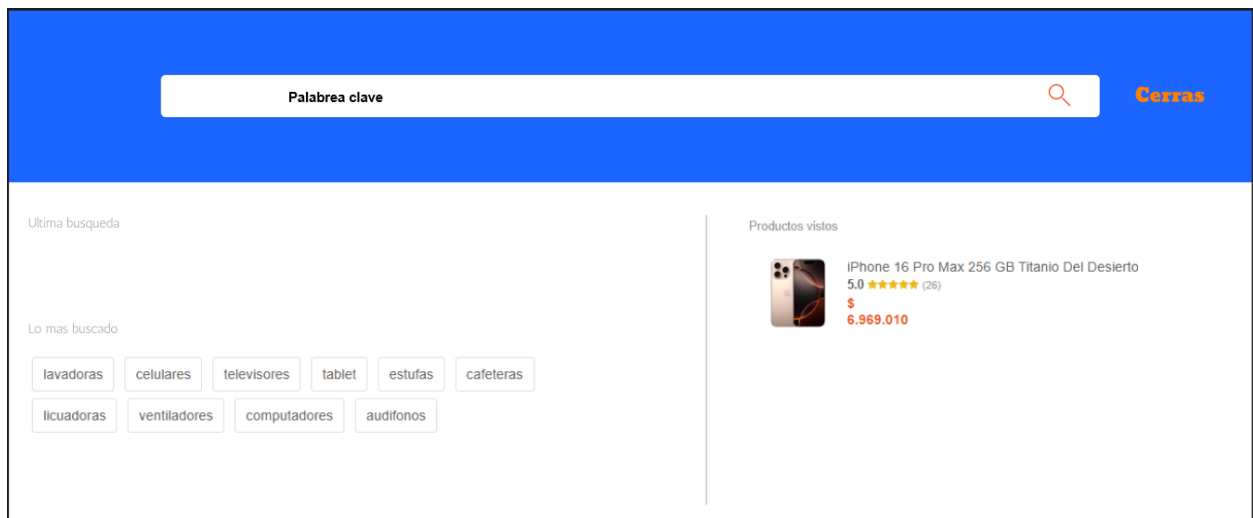 Palabrea clave
Cerras
Ultima busqueda
Lo mas buscado
lavadoras
celulares
televisores
tablet
estufas
cafeteras
licuadoras
ventiladores
computadores
audifonos
Productos vistos
iPhone 16 Pro Max 256 GB Titanio Del Desierto
5.0 ★★★★★ (26)
$
6.969.010